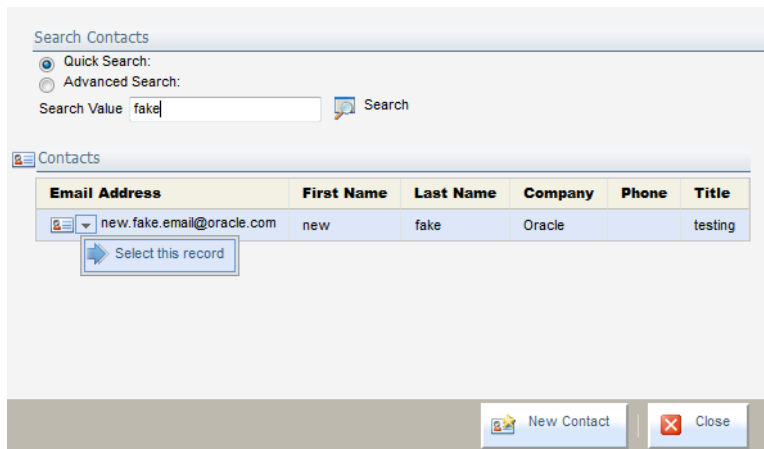 Search Contacts
Quick Search:
Advanced Search:
Search Value fake Search
Contacts
Email Address First Name Last Name Company Phone Title
new.fake.email@oracle.com new fake Oracle testing
Select this record
New Contact Close